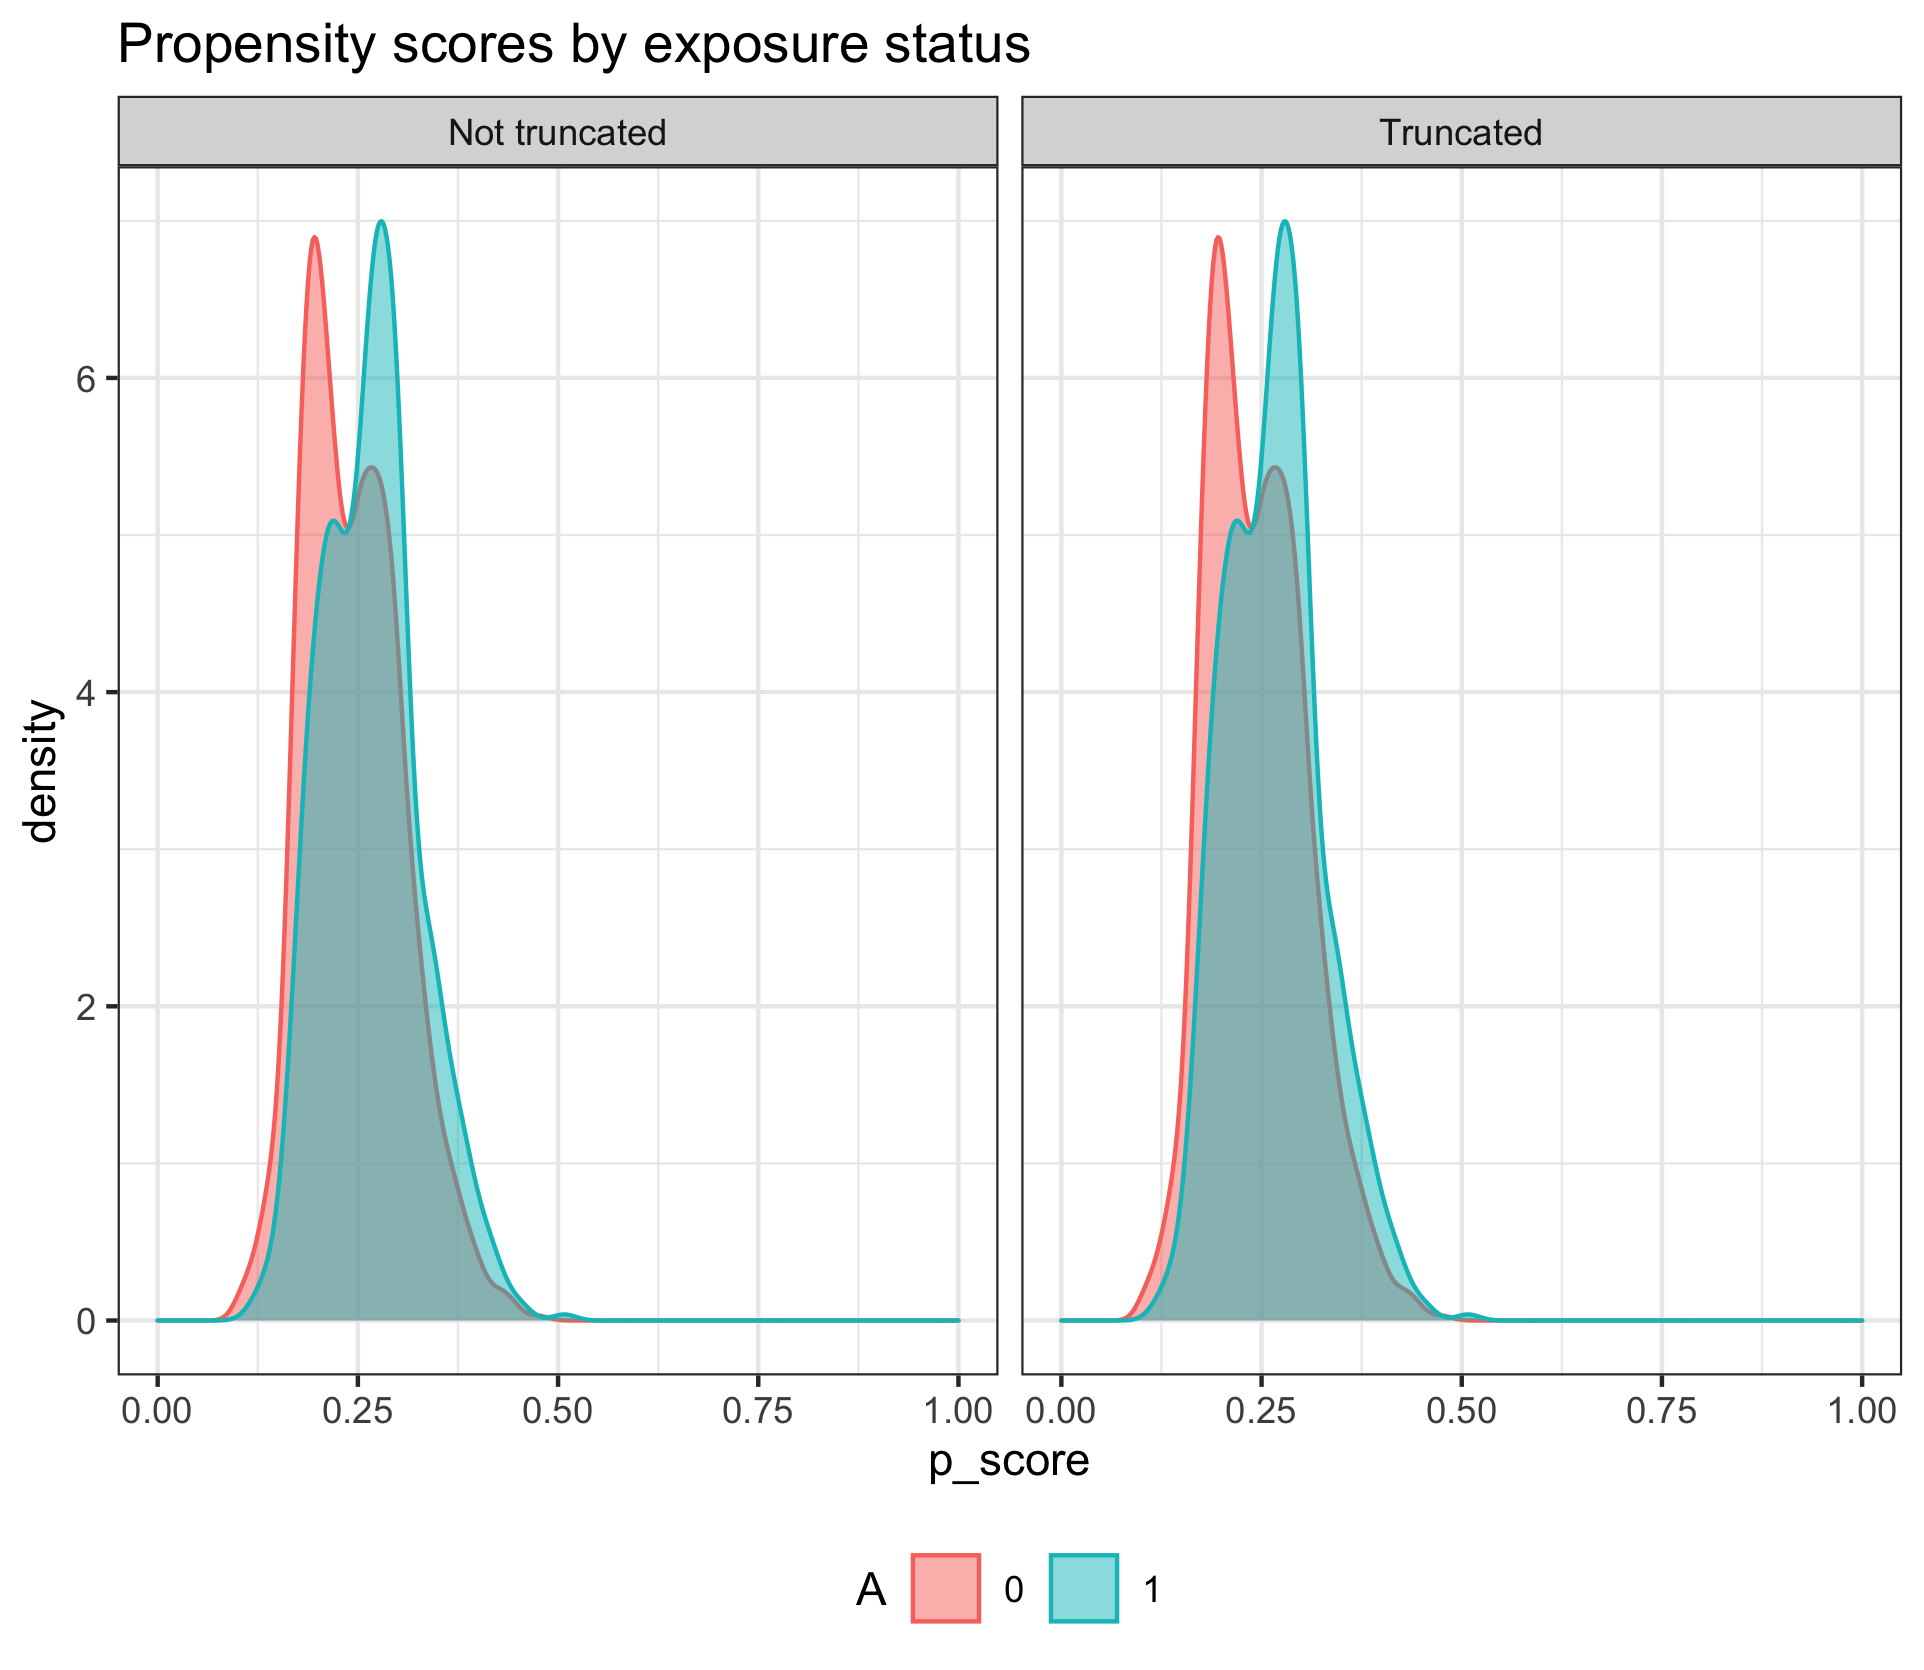 Propensity scores by exposure status
Not truncated
Truncated
density
6
4
2
0
0.00 0.25 0.50 0.75 1.00
0.00 0.25 0.50 0.75 1.00
p_score
A 0 1